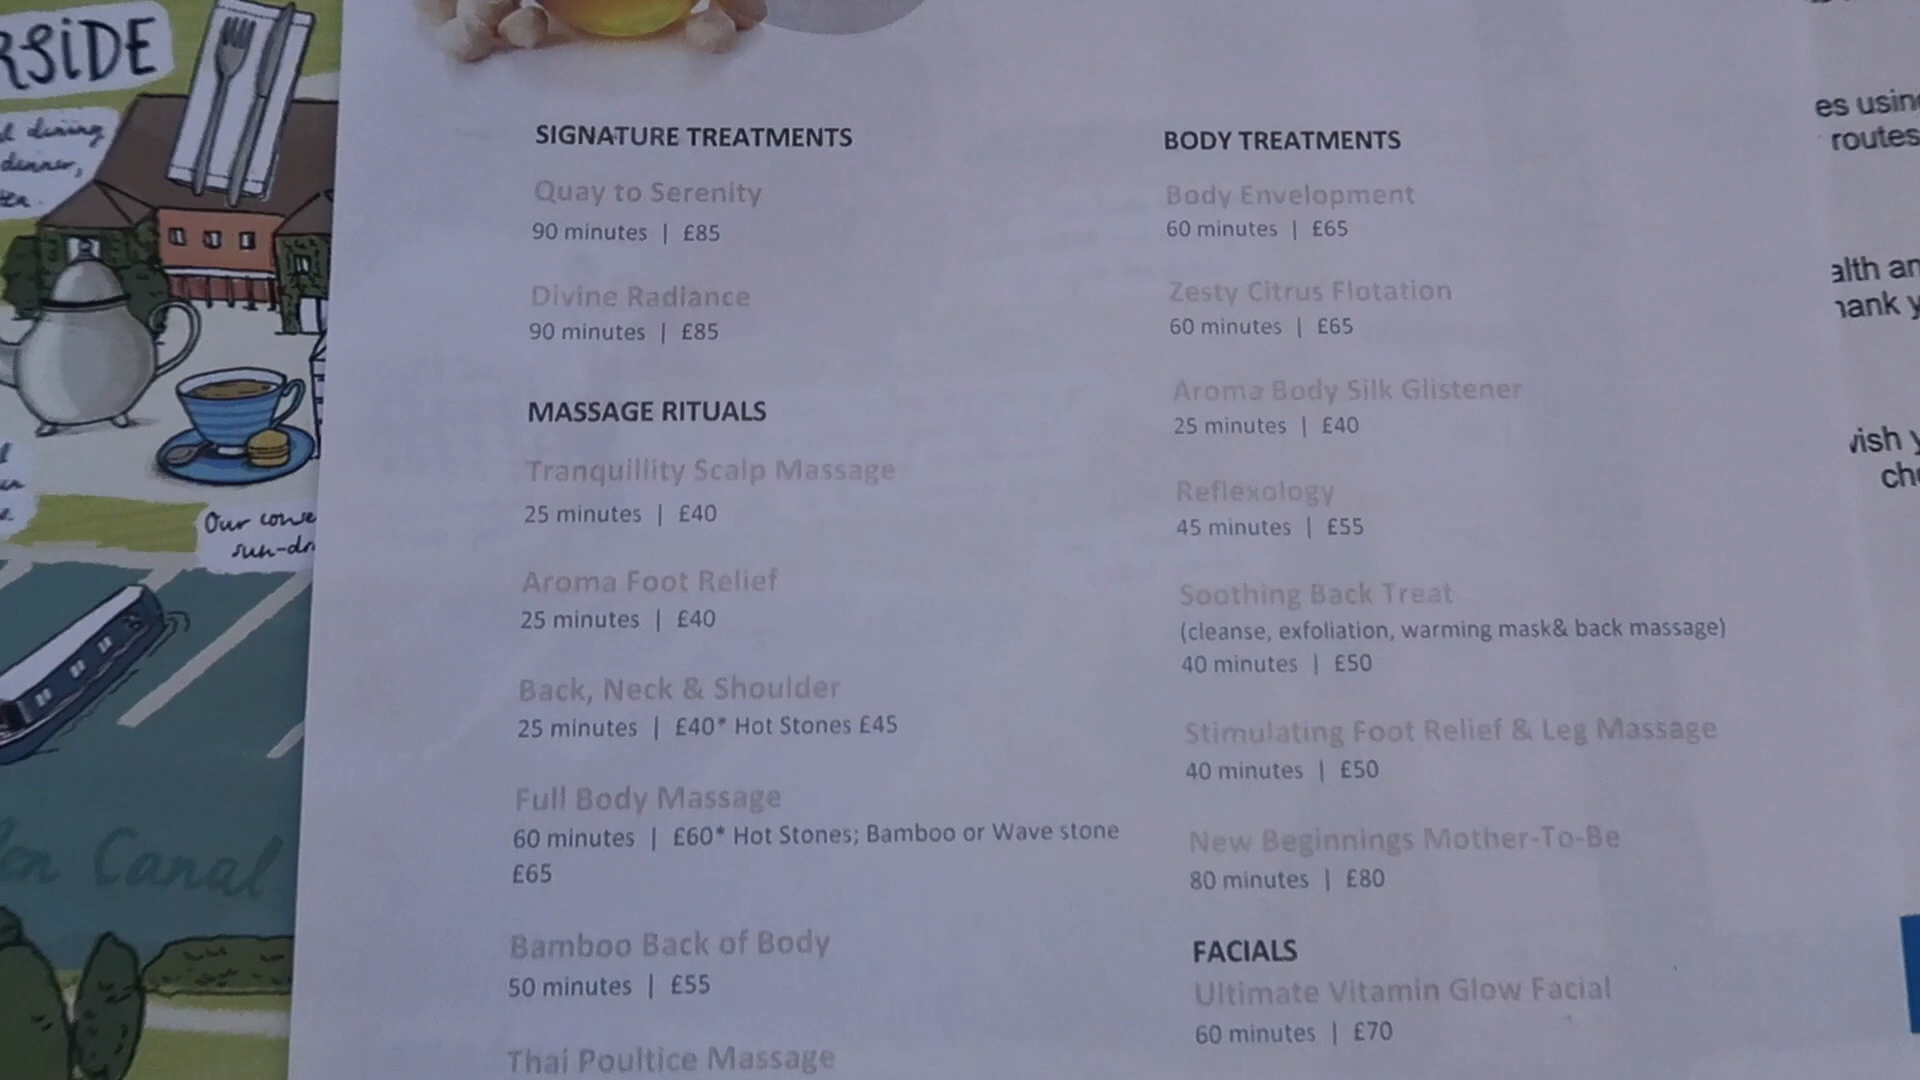 RSiDE
dining
dinner,
Our
sun-dr
Canal
SIGNATURE TREATMENTS
Quay to Serenity
90 minutes | £85
Divine Radiance
90 minutes | £85
MASSAGE RITUALS
Tranquillity Scalp Massage
25 minutes | £40
Aroma Foot Relief
25 minutes | £40
Back, Neck & Shoulder
25 minutes | £40* Hot Stones £45
Full Body Massage
60 minutes | £60* Hot Stones; Bamboo or Wave stone
£65
Bamboo Back of Body
50 minutes | £55
Thai Poultice Massage
BODY TREATMENTS
Body Envelopment
60 minutes | £65
Zesty Citrus Flotation
60 minutes | £65
Aroma Body Silk Glistener
25 minutes | £40
Reflexology
45 minutes | £55
Soothing Back Treat
(cleanse, exfoliation, warming mask& back massage)
40 minutes | £50
Stimulating Foot Relief & Leg Massage
40 minutes | £50
New Beginnings Mother-To-Be
80 minutes | £80
FACIALS
Ultimate Vitamin Glow Facial
60 minutes | £70
es using
routes
alth an
hank y
vish y
ch